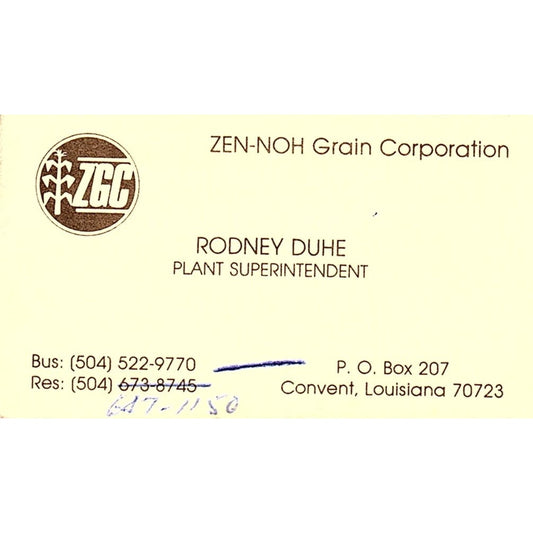 ZGC
ZEN-NOH Grain Corporation
RODNEY DUHE
PLANT SUPERINTENDENT
Bus: (504) 522-9770
Res: (504) 673-8745
647-1150
P. O. Box 207
Convent, Louisiana 70723